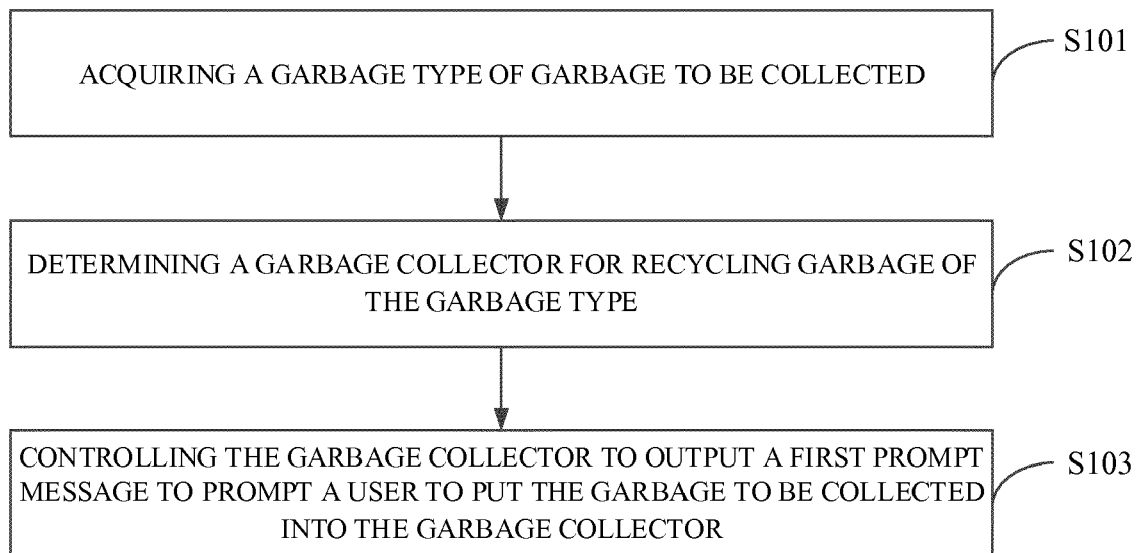 ACQUIRING A GARBAGE TYPE OF GARBAGE TO BE COLLECTED
S101
DETERMINING A GARBAGE COLLECTOR FOR RECYCLING GARBAGE OF
THE GARBAGE TYPE
S102
CONTROLLING THE GARBAGE COLLECTOR TO OUTPUT A FIRST PROMPT
MESSAGE TO PROMPT A USER TO PUT THE GARBAGE TO BE COLLECTED
INTO THE GARBAGE COLLECTOR
S103